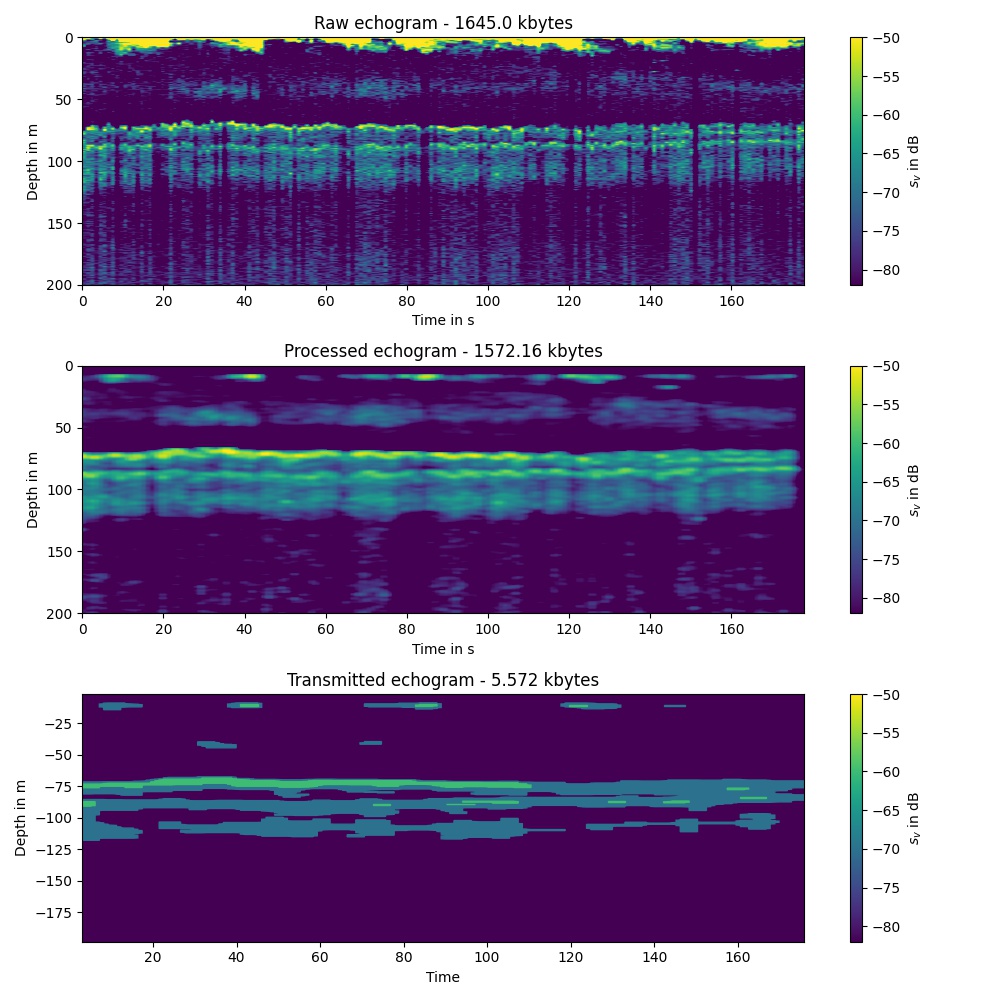 Raw echogram - 1645.0 kbytes
0
50
100
150
200
Depth in m
0 20 40 60 80 100 120 140 160
Time in s
−50
−55
−60
−65
−70
−75
−80
s_v in dB
Processed echogram - 1572.16 kbytes
0
50
100
150
200
Depth in m
0 20 40 60 80 100 120 140 160
Time in s
−50
−55
−60
−65
−70
−75
−80
s_v in dB
Transmitted echogram - 5.572 kbytes
−25
−50
−75
−100
−125
−150
−175
Depth in m
20 40 60 80 100 120 140 160
Time
−50
−55
−60
−65
−70
−75
−80
s_v in dB